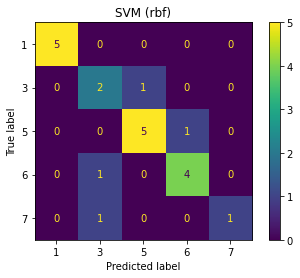 SVM (rbf)
True label
1 5 0 0 0 0
3 0 2 1 0 0
5 0 0 5 1 0
6 0 1 0 4 0
7 0 1 0 0 1
1 3 5 6 7
Predicted label
5
4
3
2
1
0